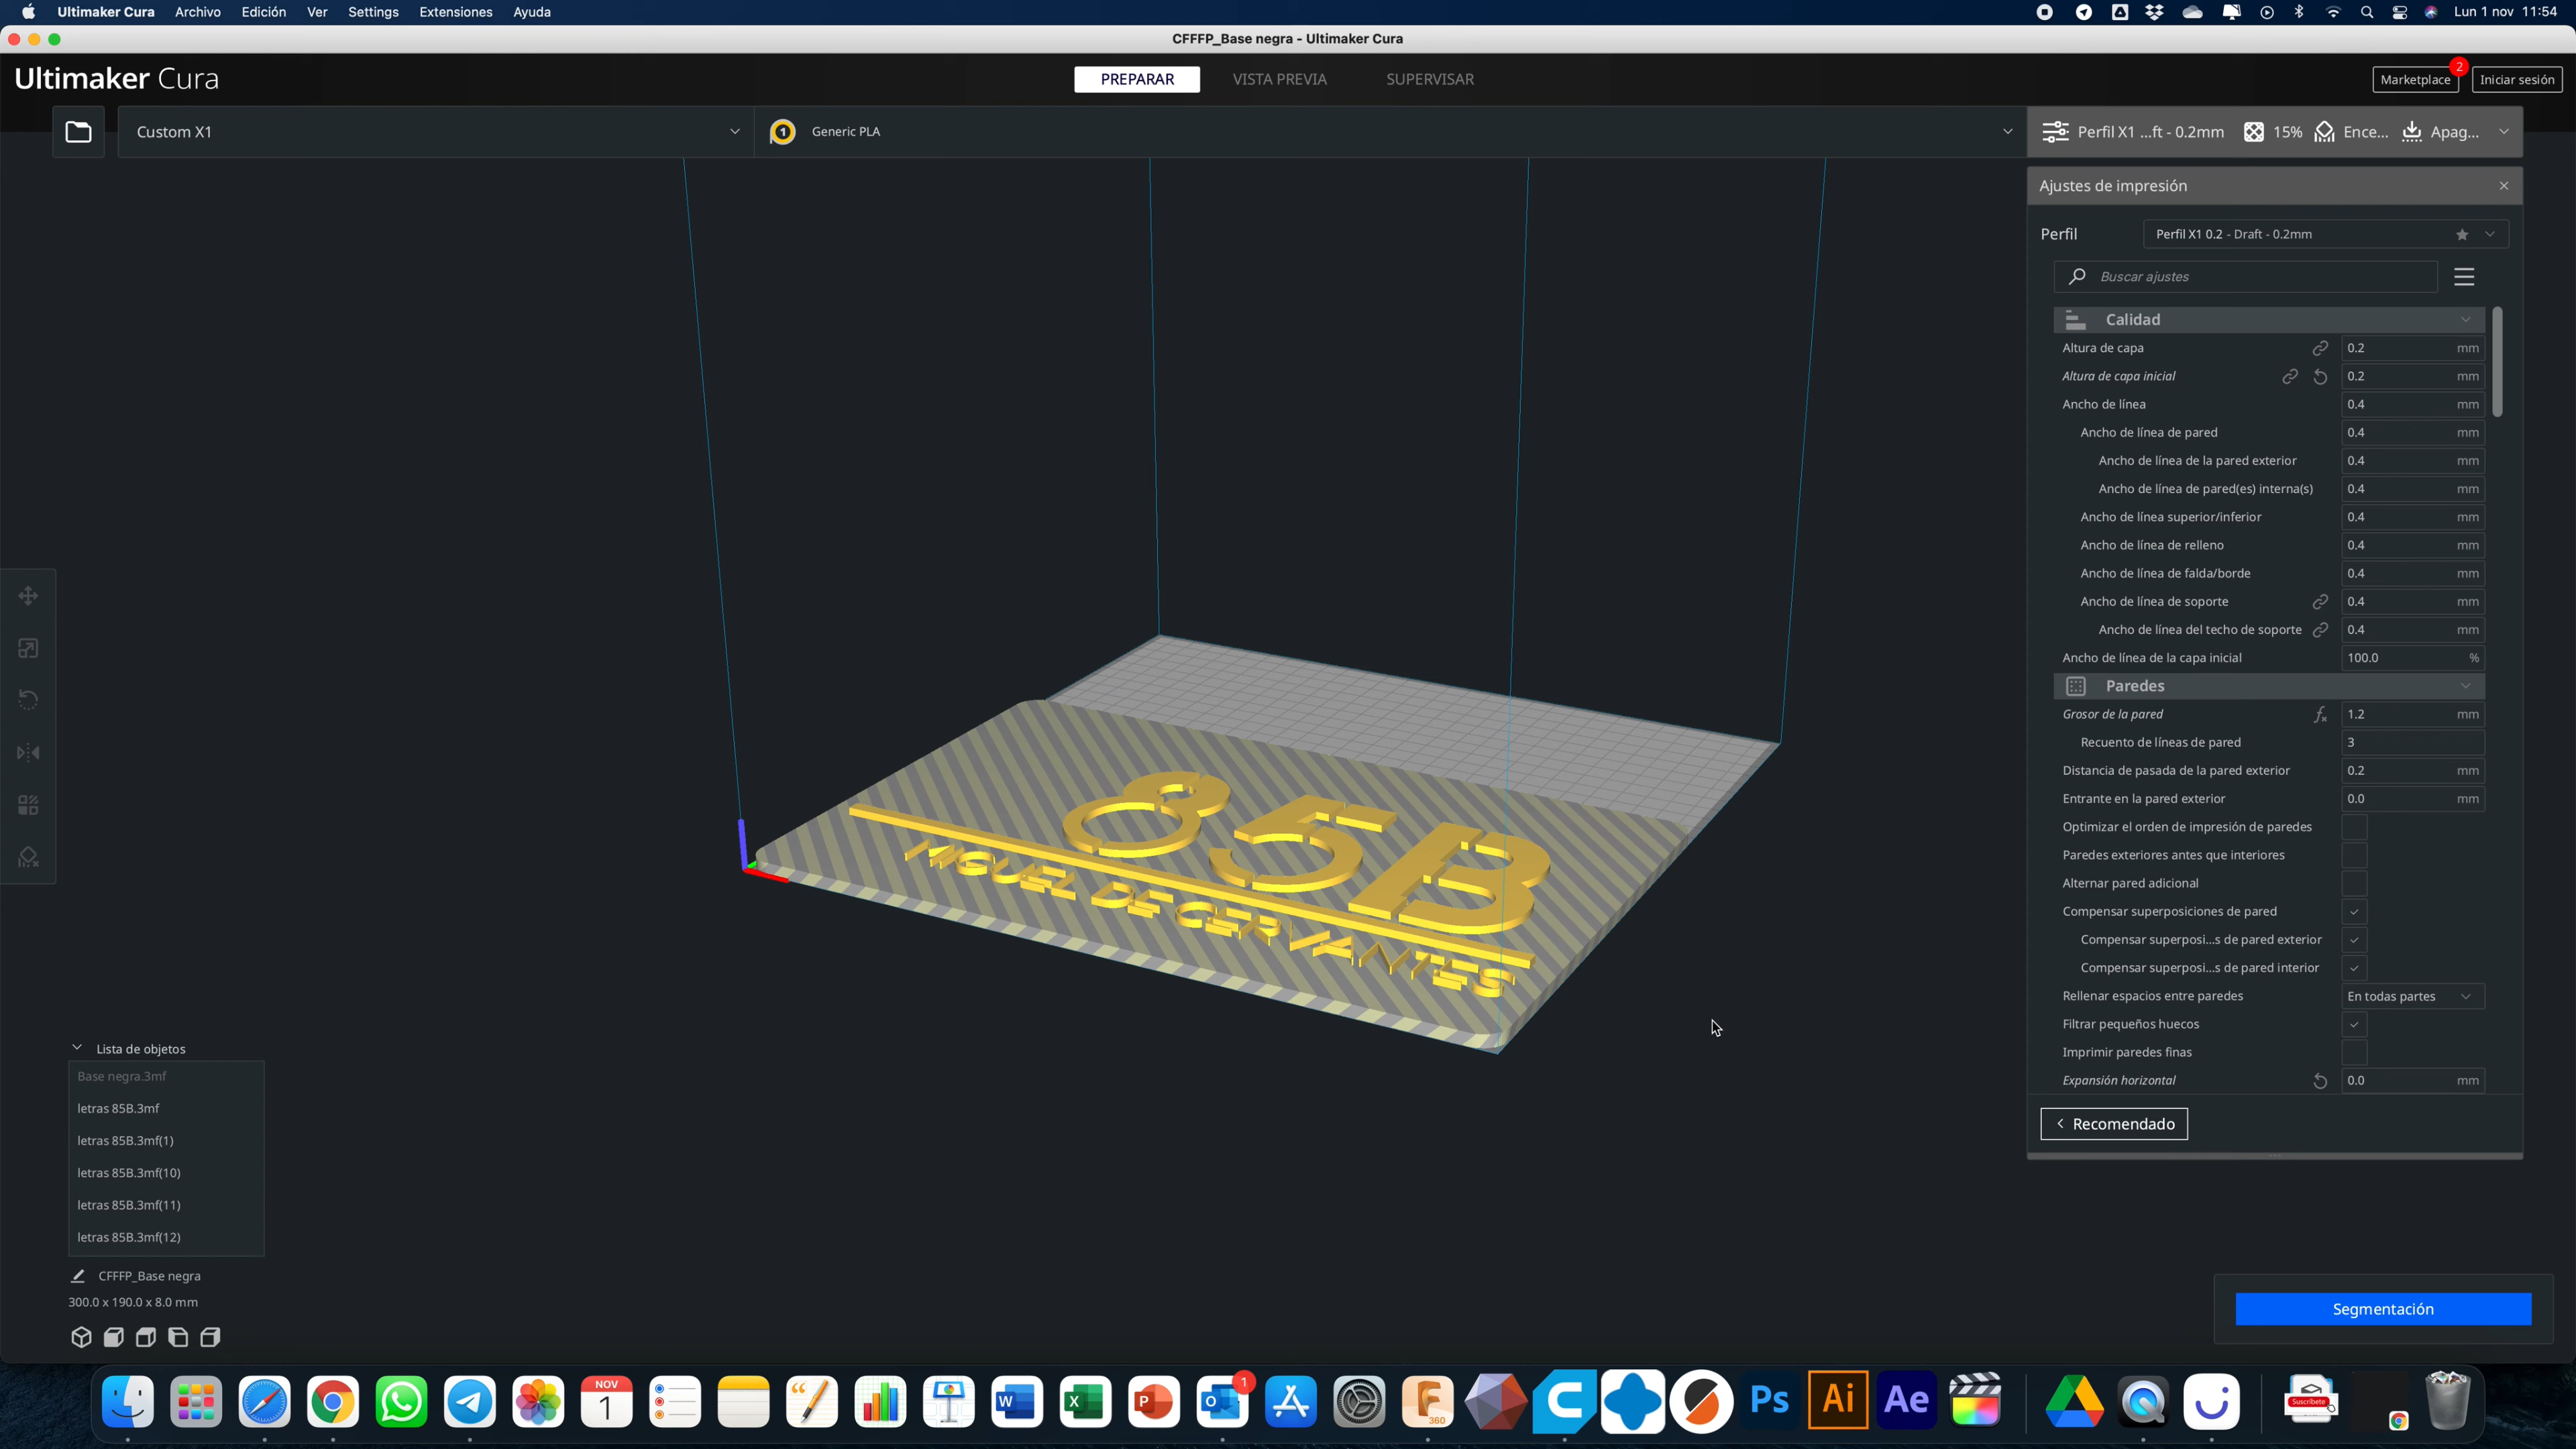 Ultimaker Cura Archivo Edición Ver Settings Extensiones Ayuda Lun 1 nov 11:54
CFFFP_Base negra - Ultimaker Cura
Ultimaker Cura PREPARAR VISTA PREVIA SUPERVISAR Marketplace 2 Iniciar sesión
Custom X1 1 Generic PLA Perfil X1 ...ft - 0.2mm 15% Ence... Apag...
Ajustes de impresión
Perfil Perfil X1 0.2 - Draft - 0.2mm
Buscar ajustes
Calidad
Altura de capa 0.2 mm
Altura de capa inicial 0.2 mm
Ancho de línea 0.4 mm
Ancho de línea de pared 0.4 mm
Ancho de línea de la pared exterior 0.4 mm
Ancho de línea de pared(es) interna(s) 0.4 mm
Ancho de línea superior/inferior 0.4 mm
Ancho de línea de relleno 0.4 mm
Ancho de línea de falda/borde 0.4 mm
Ancho de línea de soporte 0.4 mm
Ancho de línea del techo de soporte 0.4 mm
Ancho de línea de la capa inicial 100.0 %
Paredes
Grosor de la pared 1.2 mm
Recuento de líneas de pared 3
Distancia de pasada de la pared exterior 0.2 mm
Entrante en la pared exterior 0.0 mm
Optimizar el orden de impresión de paredes
Paredes exteriores antes que interiores
Alternar pared adicional
Compensar superposiciones de pared
Compensar superposi...s de pared exterior
Compensar superposi...s de pared interior
Rellenar espacios entre paredes En todas partes
Filtrar pequeños huecos
Imprimir paredes finas
Expansión horizontal 0.0 mm
Recomendado
85B
MIGUEL DE CERVANTES
Lista de objetos
Base negra.3mf
letras 85B.3mf
letras 85B.3mf(1)
letras 85B.3mf(10)
letras 85B.3mf(11)
letras 85B.3mf(12)
CFFFP_Base negra
300.0 x 190.0 x 8.0 mm
Segmentación
NOV
1
W X P O 1 360 Ps Ai Ae Suscríbete